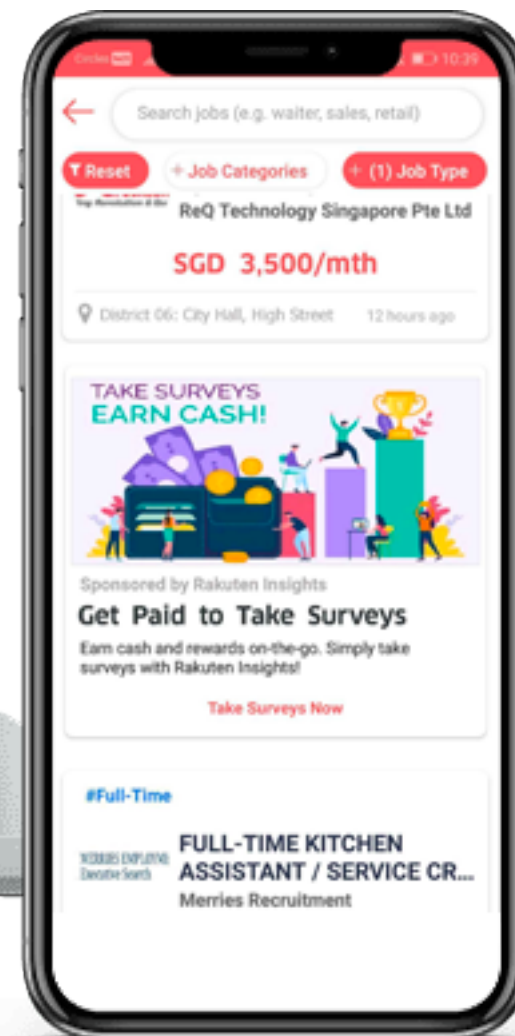 Circles 10:39
Search jobs (e.g. waiter, sales, retail)
Reset + Job Categories + (1) Job Type
ReQ Technology Singapore Pte Ltd
SGD 3,500/mth
District 06: City Hall, High Street 12 hours ago
TAKE SURVEYS
EARN CASH!
Sponsored by Rakuten Insights
Get Paid to Take Surveys
Earn cash and rewards on-the-go. Simply take
surveys with Rakuten Insights!
Take Surveys Now
#Full-Time
FULL-TIME KITCHEN
ASSISTANT / SERVICE CR...
Executive Search
Merries Recruitment